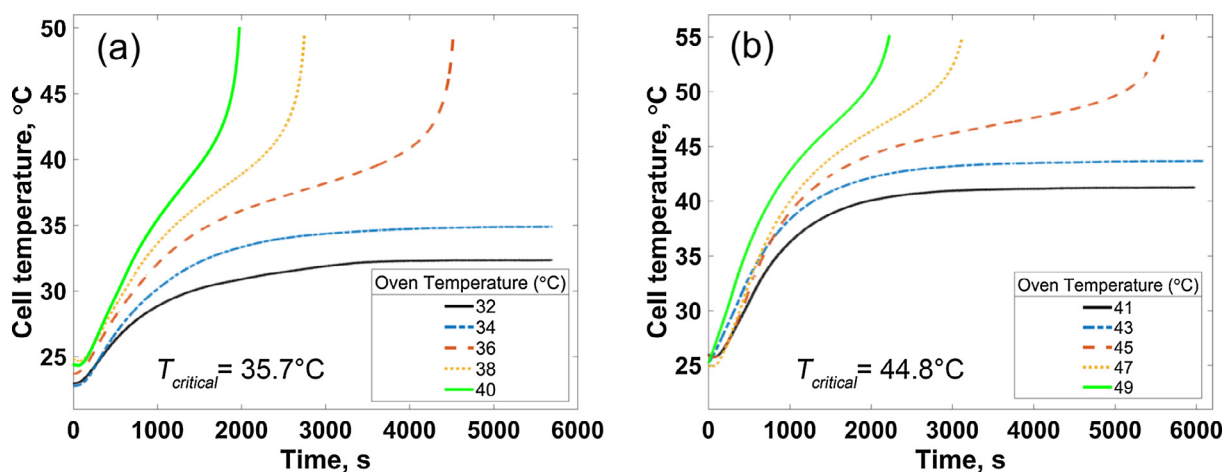 (a)
Cell temperature, °C
50
45
40
35
30
25
Oven Temperature (°C)
32
34
36
38
40
T_critical = 35.7°C
0 1000 2000 3000 4000 5000 6000
Time, s
(b)
Cell temperature, °C
55
50
45
40
35
30
25
Oven Temperature (°C)
41
43
45
47
49
T_critical = 44.8°C
0 1000 2000 3000 4000 5000 6000
Time, s